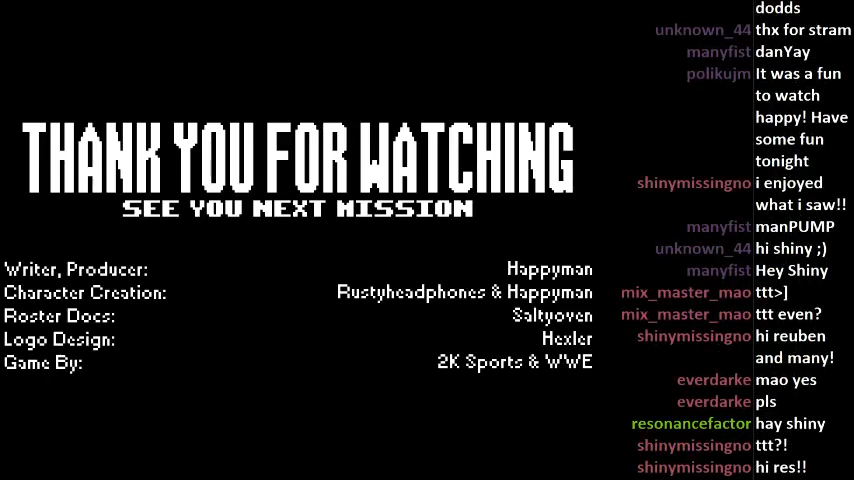 THANK YOU FOR WATCHING
SEE YOU NEXT MISSION
Writer, Producer: Happyman
Character Creation: Rustyheadphones & Happyman
Roster Docs: Saltyoven
Logo Design: Hexler
Game By: 2K Sports & WWE
dodds
unknown_44 thx for stram
manyfist danYay
polikujm It was a fun
to watch
happy! Have
some fun
tonight
shinymissingno i enjoyed
what i saw!!
manyfist manPUMP
unknown_44 hi shiny ;)
manyfist Hey Shiny
mix_master_mao ttt>]
mix_master_mao ttt even?
shinymissingno hi reuben
and many!
everdarke mao yes
everdarke pls
resonancefactor hay shiny
shinymissingno ttt?!
shinymissingno hi res!!